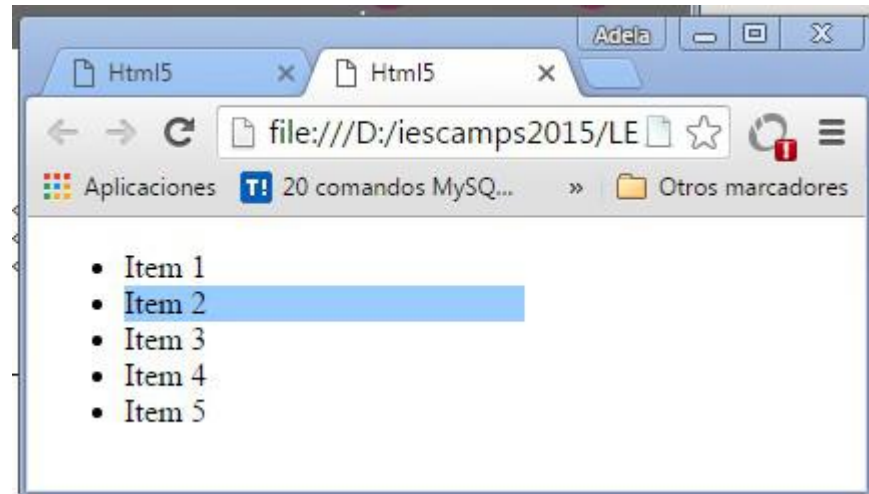 Adela
Html5 Html5
file:///D:/iescamps2015/LE
Aplicaciones T! 20 comandos MySQ... » Otros marcadores
• Item 1
• Item 2
• Item 3
• Item 4
• Item 5